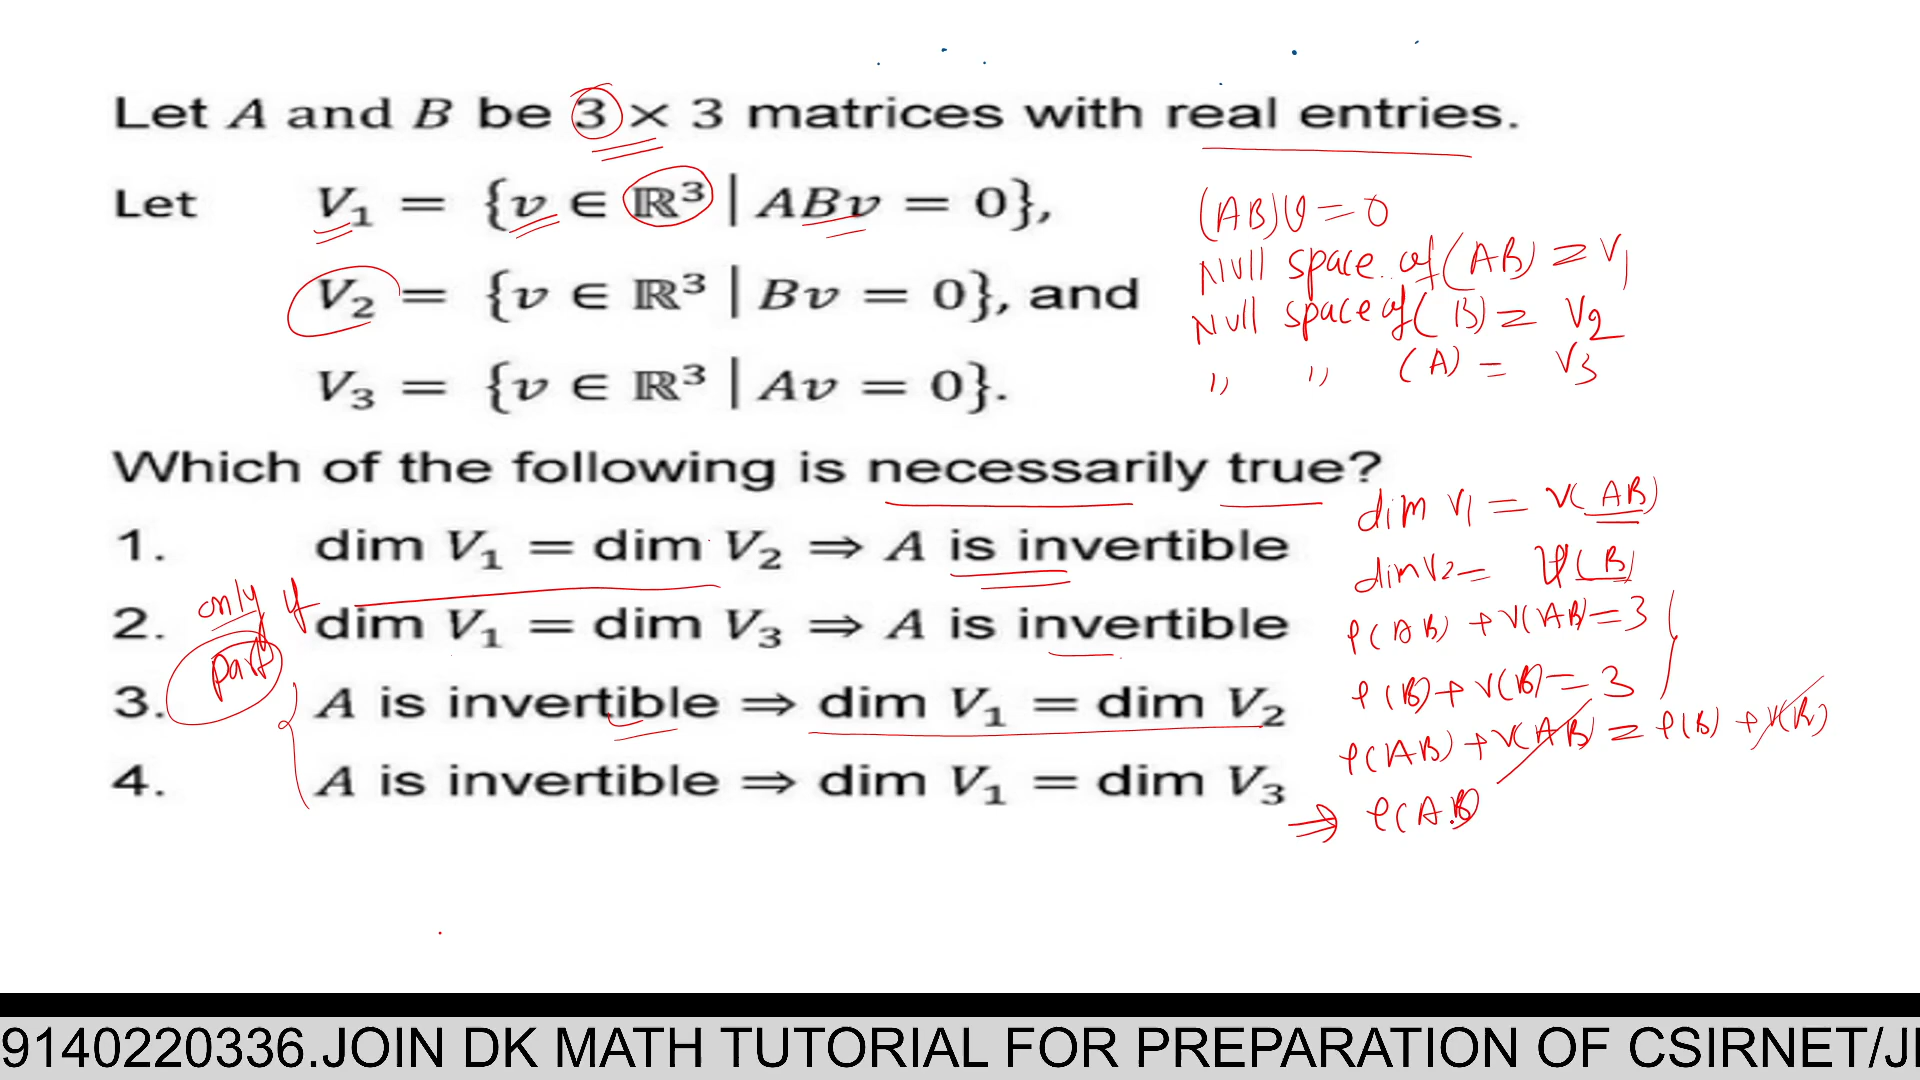 Let A and B be 3 × 3 matrices with real entries.
Let V₁ = {v ∈ ℝ³ | ABv = 0},
V₂ = {v ∈ ℝ³ | Bv = 0}, and
V₃ = {v ∈ ℝ³ | Av = 0}.
(AB)v = 0
Null space of (AB) = V₁
Null space of (B) = V₂
,, ,, (A) = V₃
Which of the following is necessarily true?
1. dim V₁ = dim V₂ ⇒ A is invertible
2. dim V₁ = dim V₃ ⇒ A is invertible
3. A is invertible ⇒ dim V₁ = dim V₂
4. A is invertible ⇒ dim V₁ = dim V₃
only if
part
dim V₁ = ν(AB)
dim V₂ = ν(B)
ρ(AB) + ν(AB) = 3
ρ(B) + ν(B) = 3
ρ(AB) + ν(AB) = ρ(B) + ν(B)
⇒ ρ(AB)
9140220336.JOIN DK MATH TUTORIAL FOR PREPARATION OF CSIRNET/